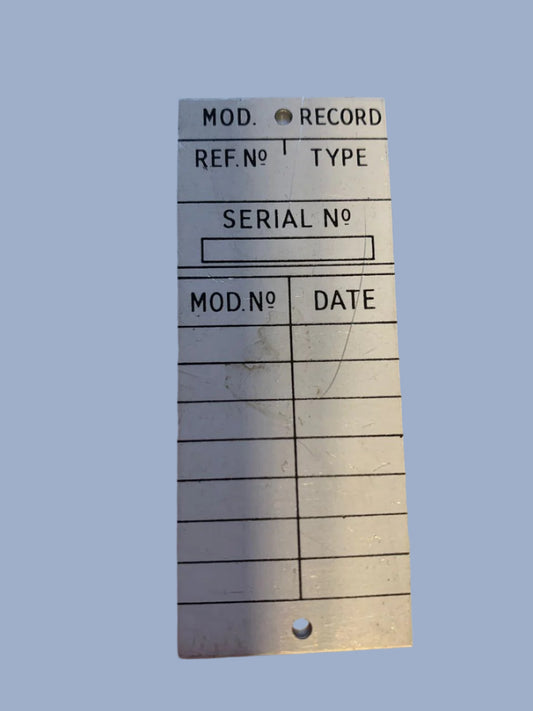 MOD. RECORD
REF.Nº TYPE
SERIAL Nº
MOD.Nº DATE